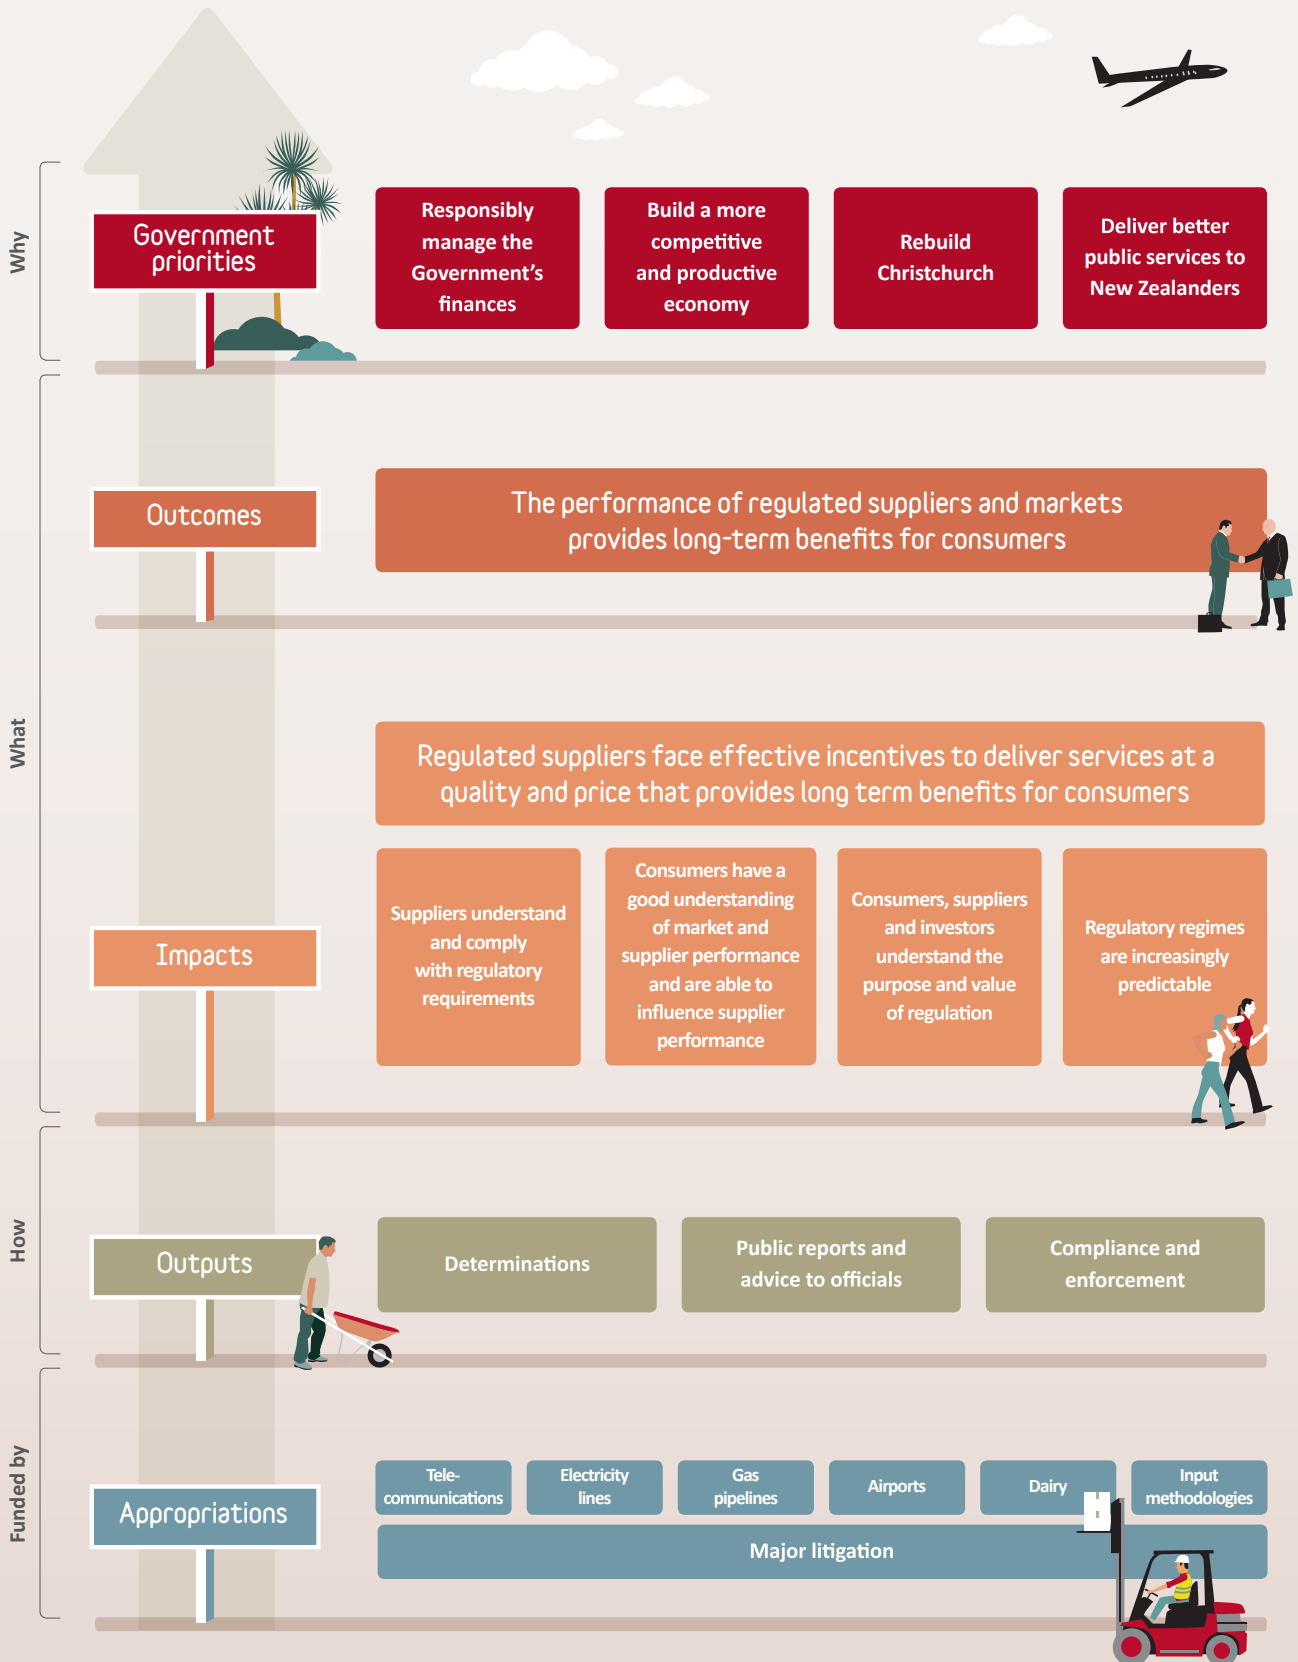 Why
Government
priorities
Responsibly
manage the
Government's
finances
Build a more
competitive
and productive
economy
Rebuild
Christchurch
Deliver better
public services to
New Zealanders
What
Outcomes
The performance of regulated suppliers and markets
provides long-term benefits for consumers
Regulated suppliers face effective incentives to deliver services at a
quality and price that provides long term benefits for consumers
Impacts
Suppliers understand
and comply
with regulatory
requirements
Consumers have a
good understanding
of market and
supplier performance
and are able to
influence supplier
performance
Consumers, suppliers
and investors
understand the
purpose and value
of regulation
Regulatory regimes
are increasingly
predictable
How
Outputs
Determinations
Public reports and
advice to officials
Compliance and
enforcement
Funded by
Appropriations
Tele-
communications
Electricity
lines
Gas
pipelines
Airports
Dairy
Input
methodologies
Major litigation